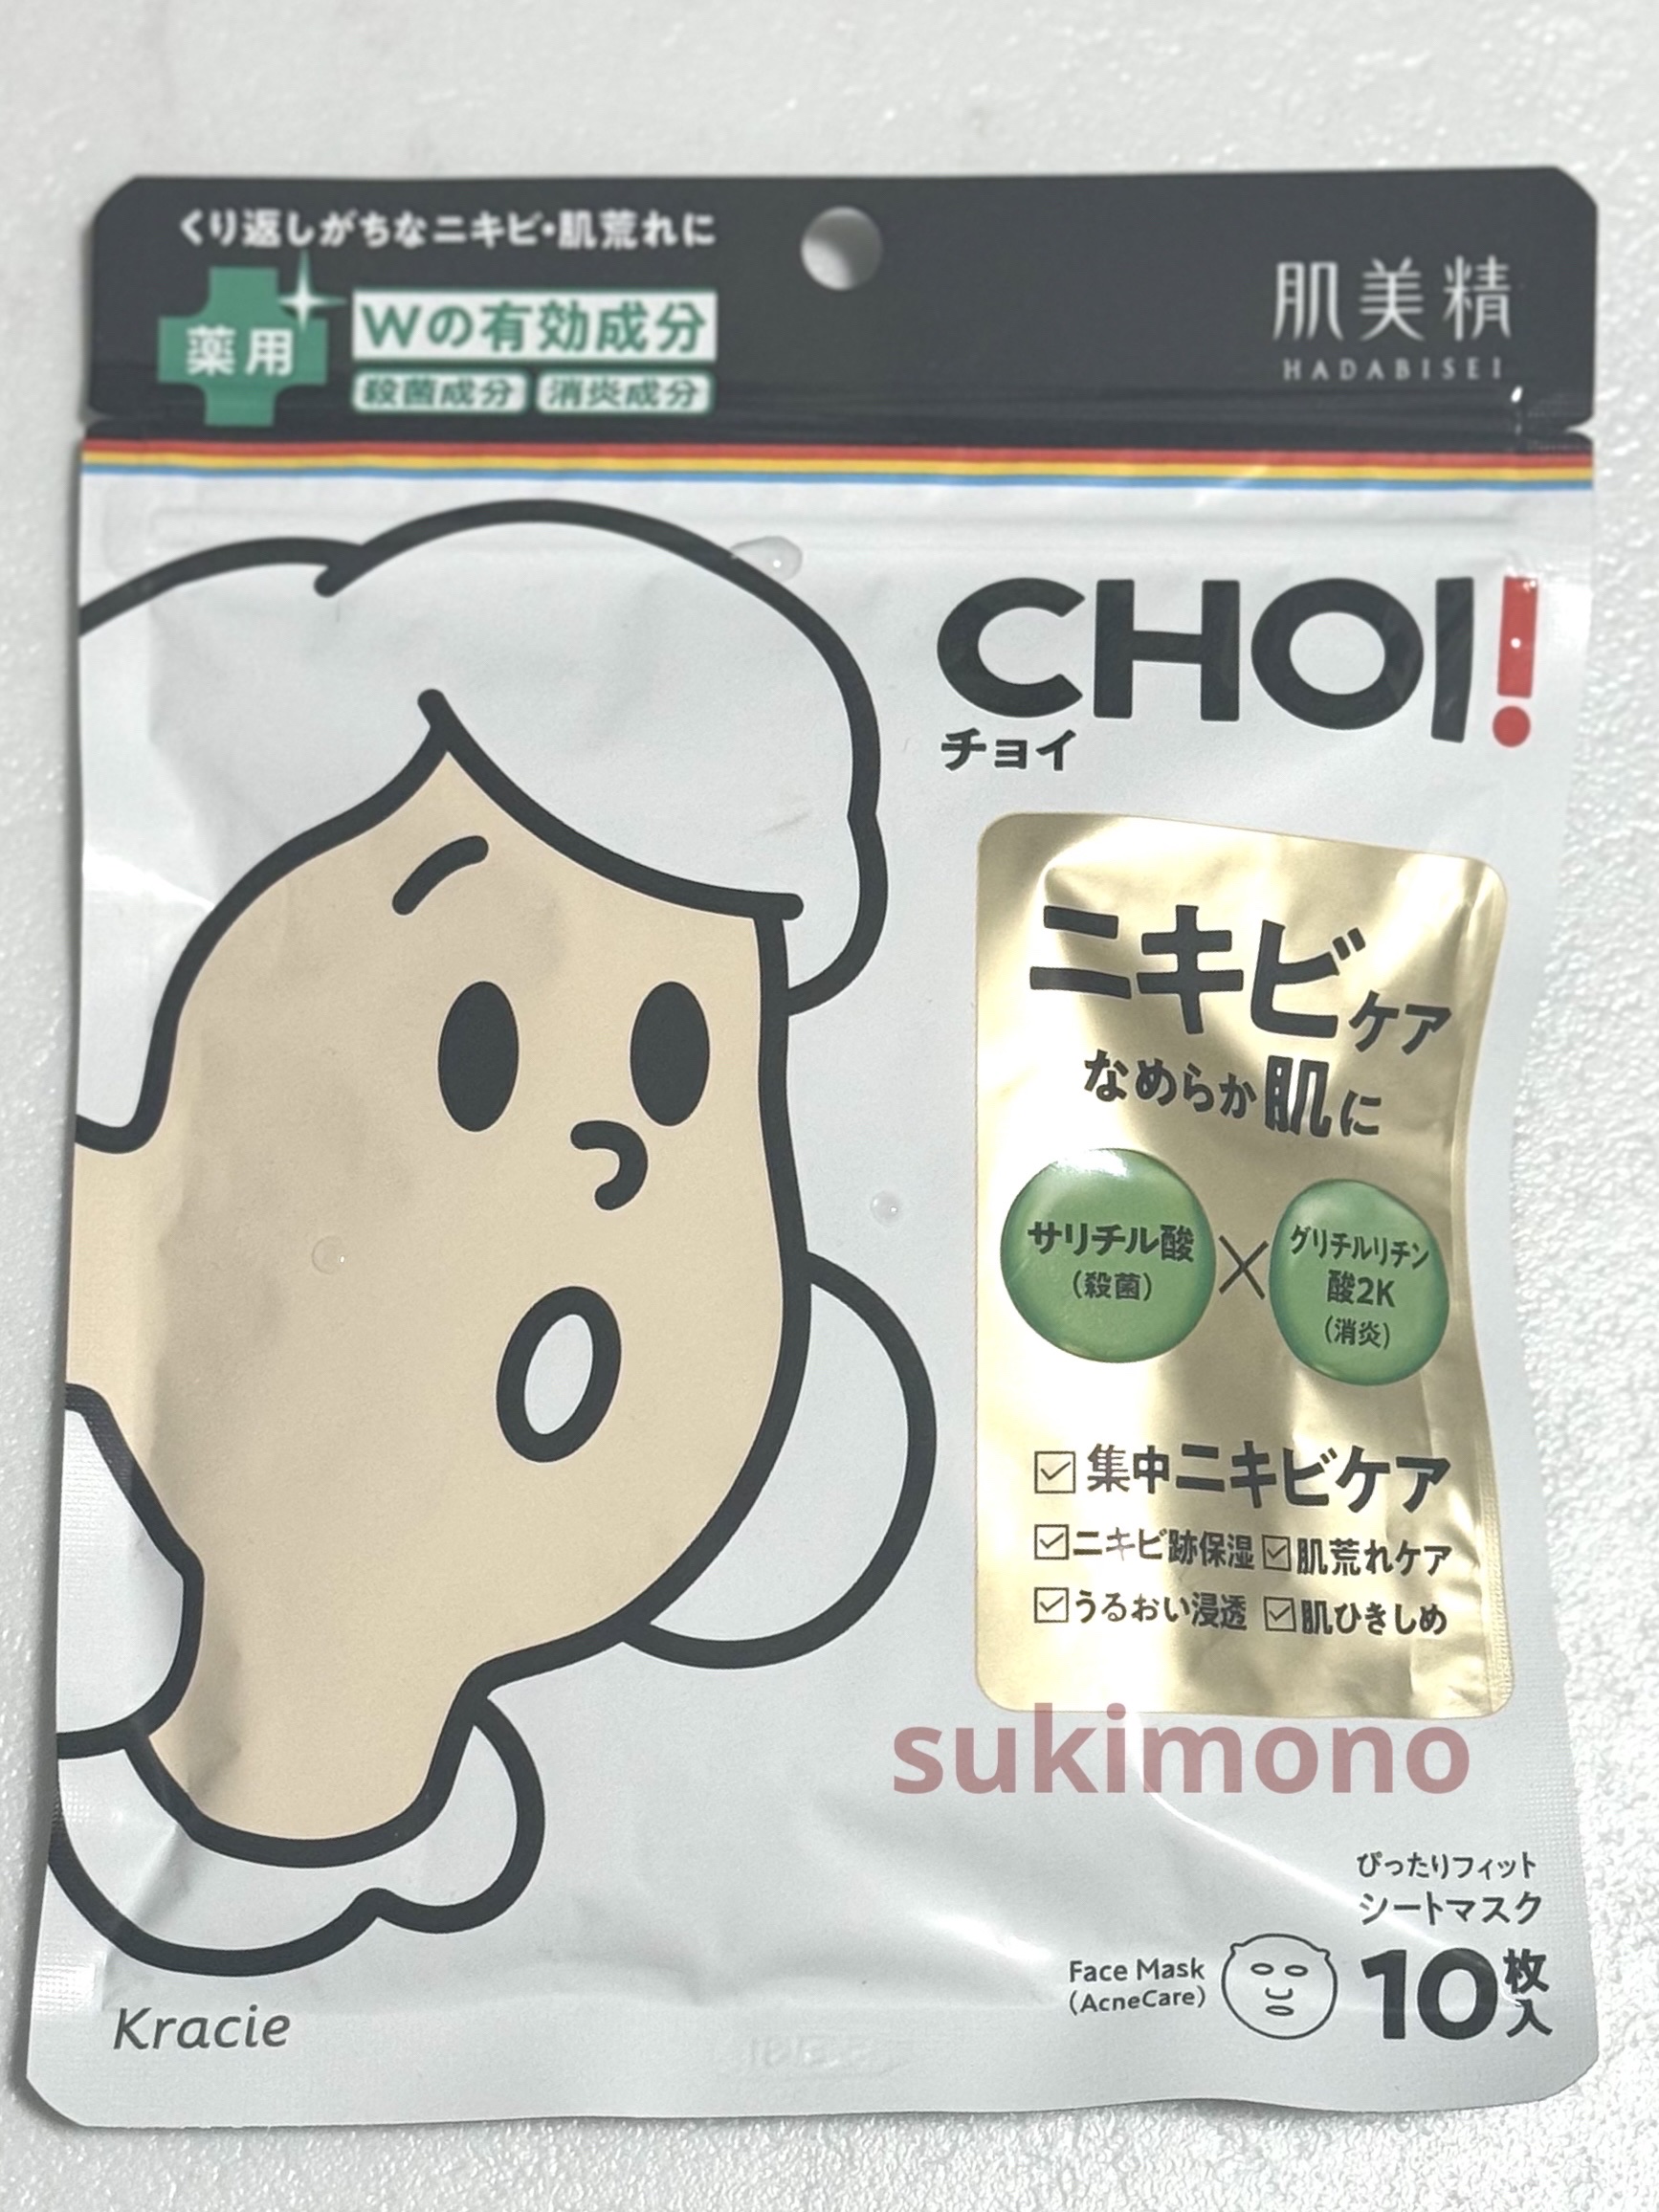 くり返しがちなニキビ・肌荒れに
薬用
Wの有効成分
殺菌成分 消炎成分
肌美精
HADABISEI
CHOI!
チョイ
ニキビケア
なめらか肌に
サリチル酸
(殺菌)
×
グリチルリチン
酸2K
(消炎)
集中ニキビケア
ニキビ跡保湿 肌荒れケア
うるおい浸透 肌ひきしめ
sukimono
ぴったりフィット
シートマスク
Face Mask
(AcneCare)
10枚入
Kracie